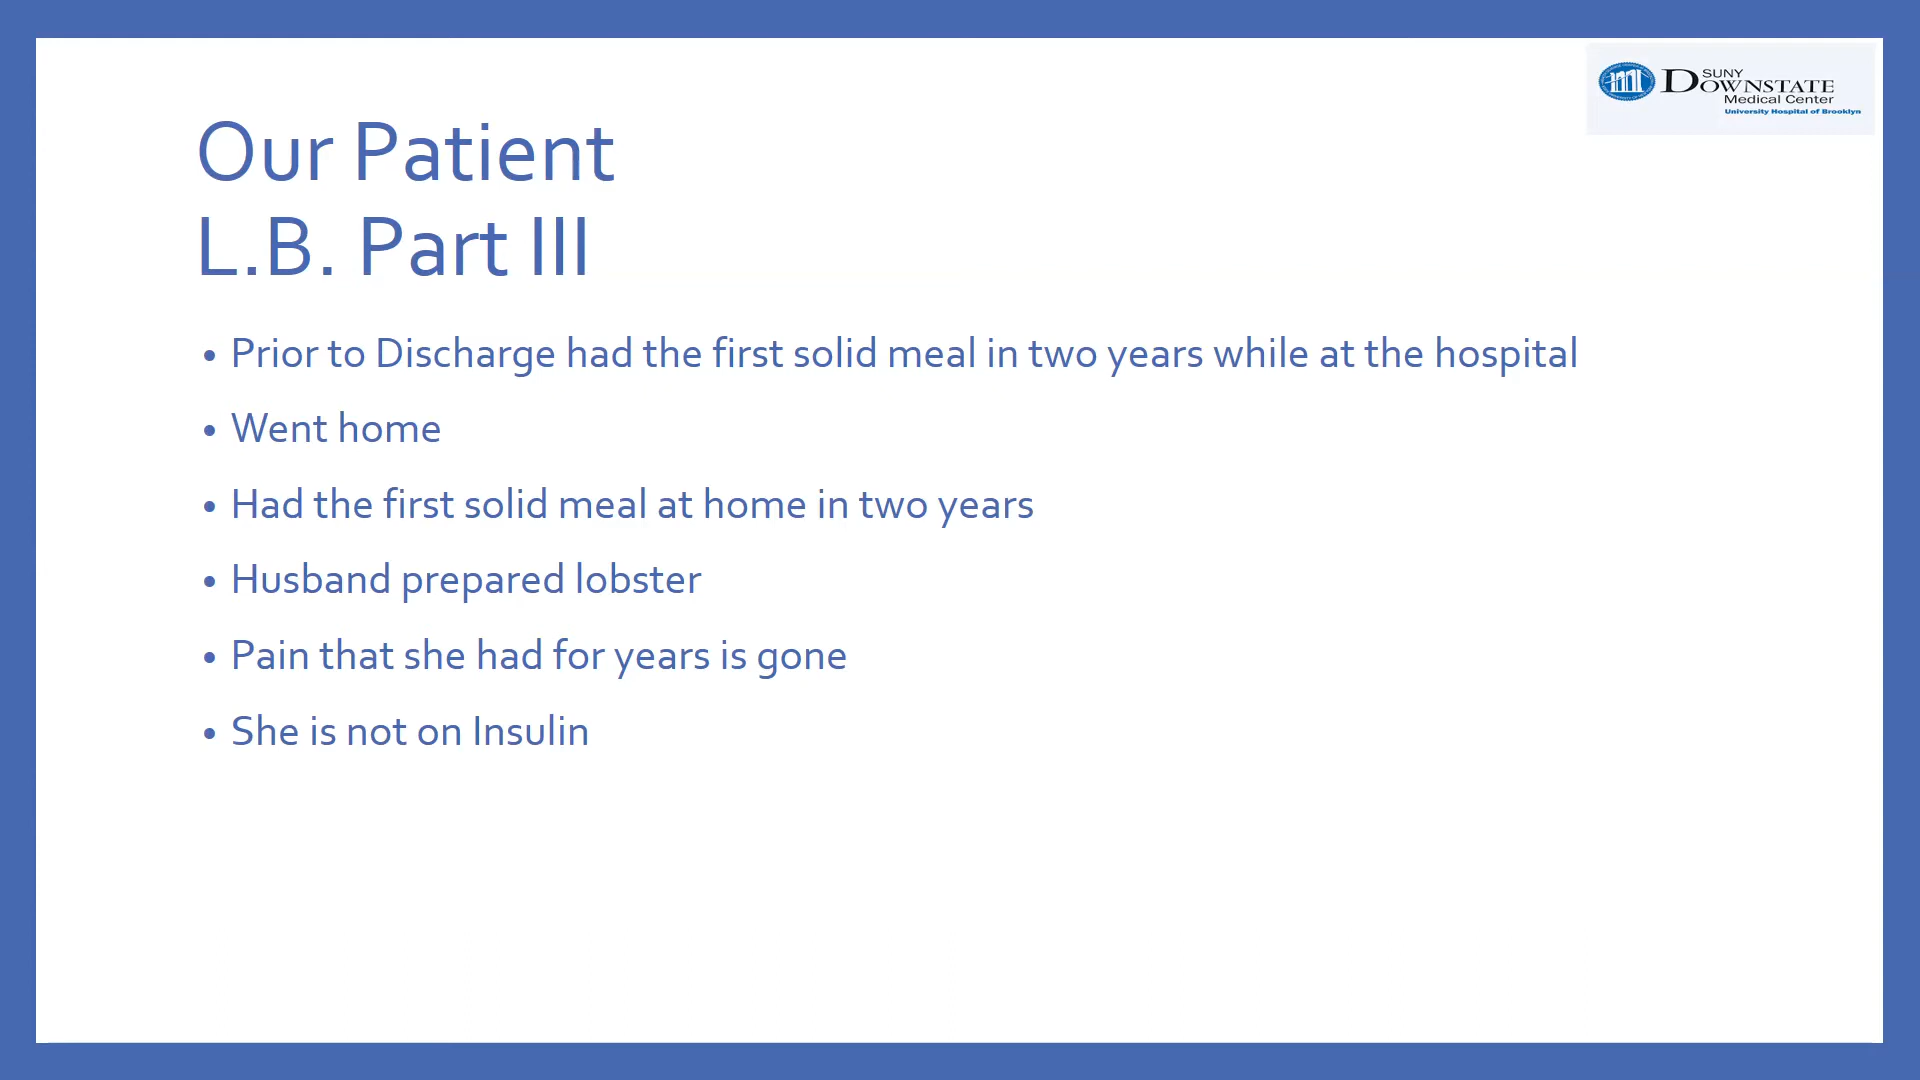 SUNY
DOWNSTATE
Medical Center
University Hospital of Brooklyn
Our Patient
L.B. Part III
• Prior to Discharge had the first solid meal in two years while at the hospital
• Went home
• Had the first solid meal at home in two years
• Husband prepared lobster
• Pain that she had for years is gone
• She is not on Insulin